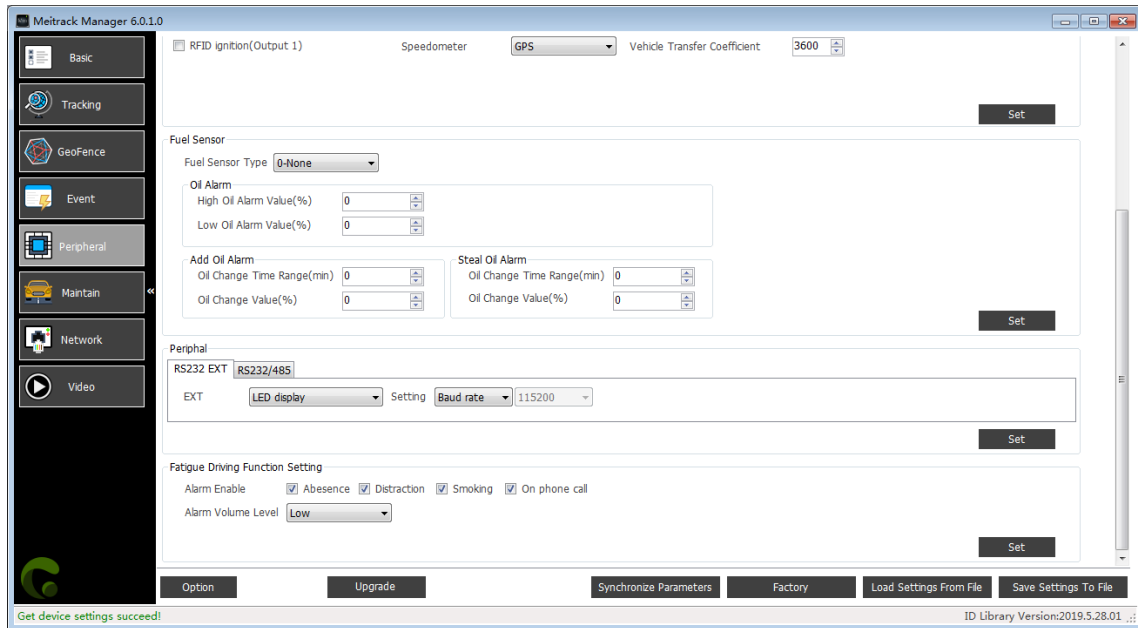 Meitrack Manager 6.0.1.0
Basic
Tracking
GeoFence
Event
Peripheral
Maintain
«
Network
Video
RFID ignition(Output 1) Speedometer GPS Vehicle Transfer Coefficient 3600
Set
Fuel Sensor
Fuel Sensor Type 0-None
Oil Alarm
High Oil Alarm Value(%) 0
Low Oil Alarm Value(%) 0
Add Oil Alarm
Oil Change Time Range(min) 0
Oil Change Value(%) 0
Steal Oil Alarm
Oil Change Time Range(min) 0
Oil Change Value(%) 0
Set
Periphal
RS232 EXT RS232/485
EXT LED display Setting Baud rate 115200
Set
Fatigue Driving Function Setting
Alarm Enable Abesence Distraction Smoking On phone call
Alarm Volume Level Low
Set
Option Upgrade Synchronize Parameters Factory Load Settings From File Save Settings To File
Get device settings succeed! ID Library Version:2019.5.28.01